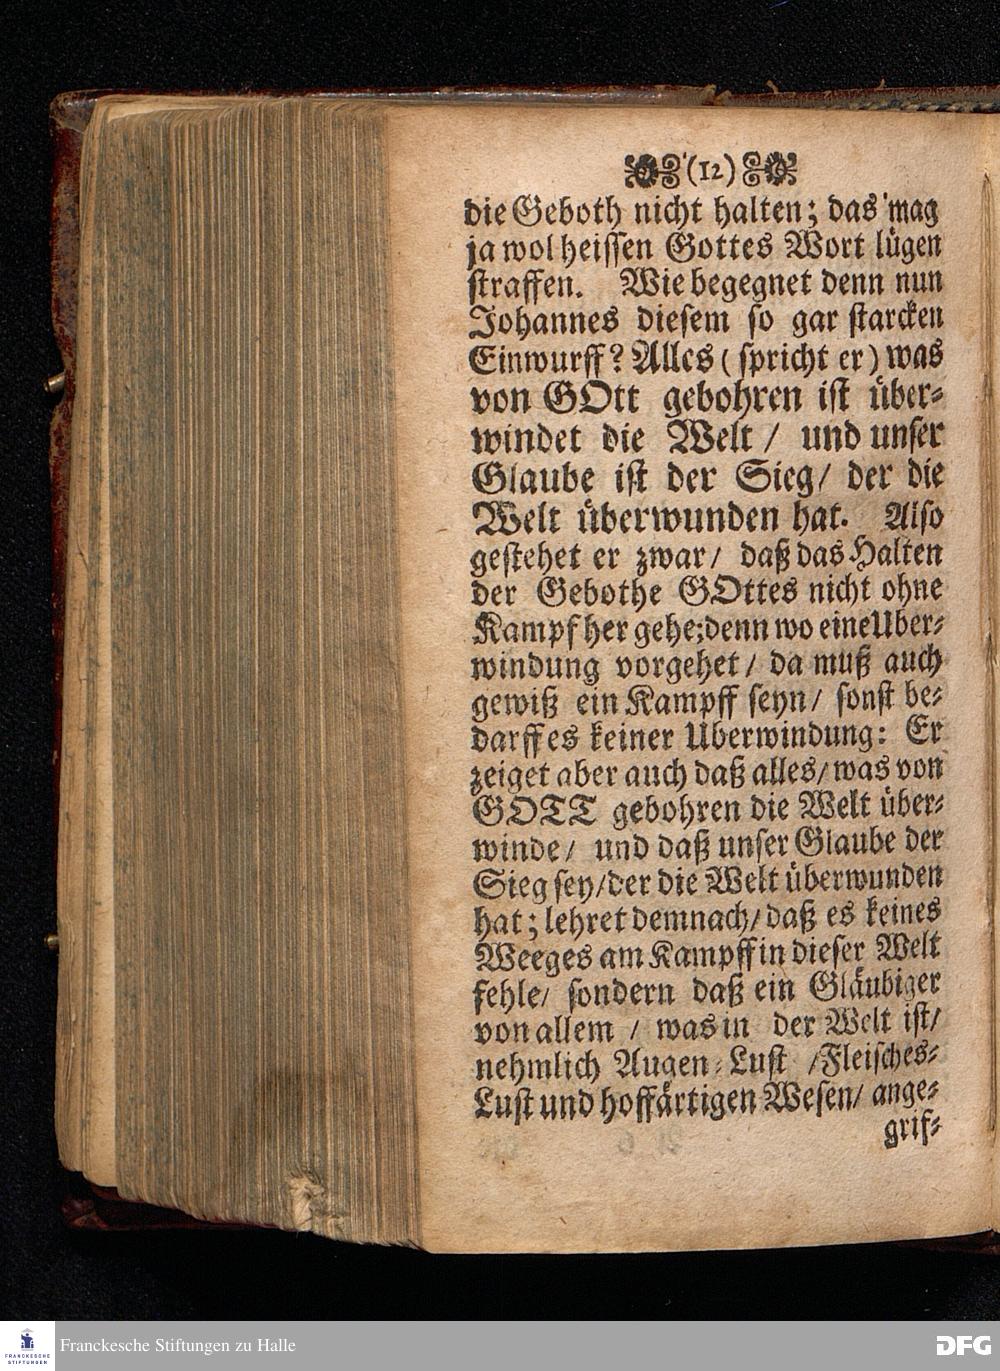 (12)
die Geboth nicht halten; das mag
ja wol heissen Gottes Wort lügen
straffen. Wie begegnet denn nun
Johannes diesem so gar starcken
Einwurff? Alles (spricht er) was
von GOtt gebohren ist über-
windet die Welt / und unser
Glaube ist der Sieg/ der die
Welt überwunden hat. Also
gestehet er zwar/ daß das Halten
der Gebothe GOttes nicht ohne
Kampf her gehe; denn wo eine Uber-
windung vorgehet/ da muß auch
gewiß ein Kampff seyn/ sonst be-
darff es keiner Uberwindung: Er
zeiget aber auch daß alles/ was von
GOTT gebohren die Welt über-
winde/ und daß unser Glaube der
Sieg sey/ der die Welt überwunden
hat; lehret demnach/ daß es keines
Weeges am Kampff in dieser Welt
fehle/ sondern daß ein Gläubiger
von allem / was in der Welt ist/
nehmlich Augen-Lust /Fleisches-
Lust und hoffärtigen Wesen/ ange-
grif-
FRANCKESCHE
STIFTUNGEN
Franckesche Stiftungen zu Halle
DFG